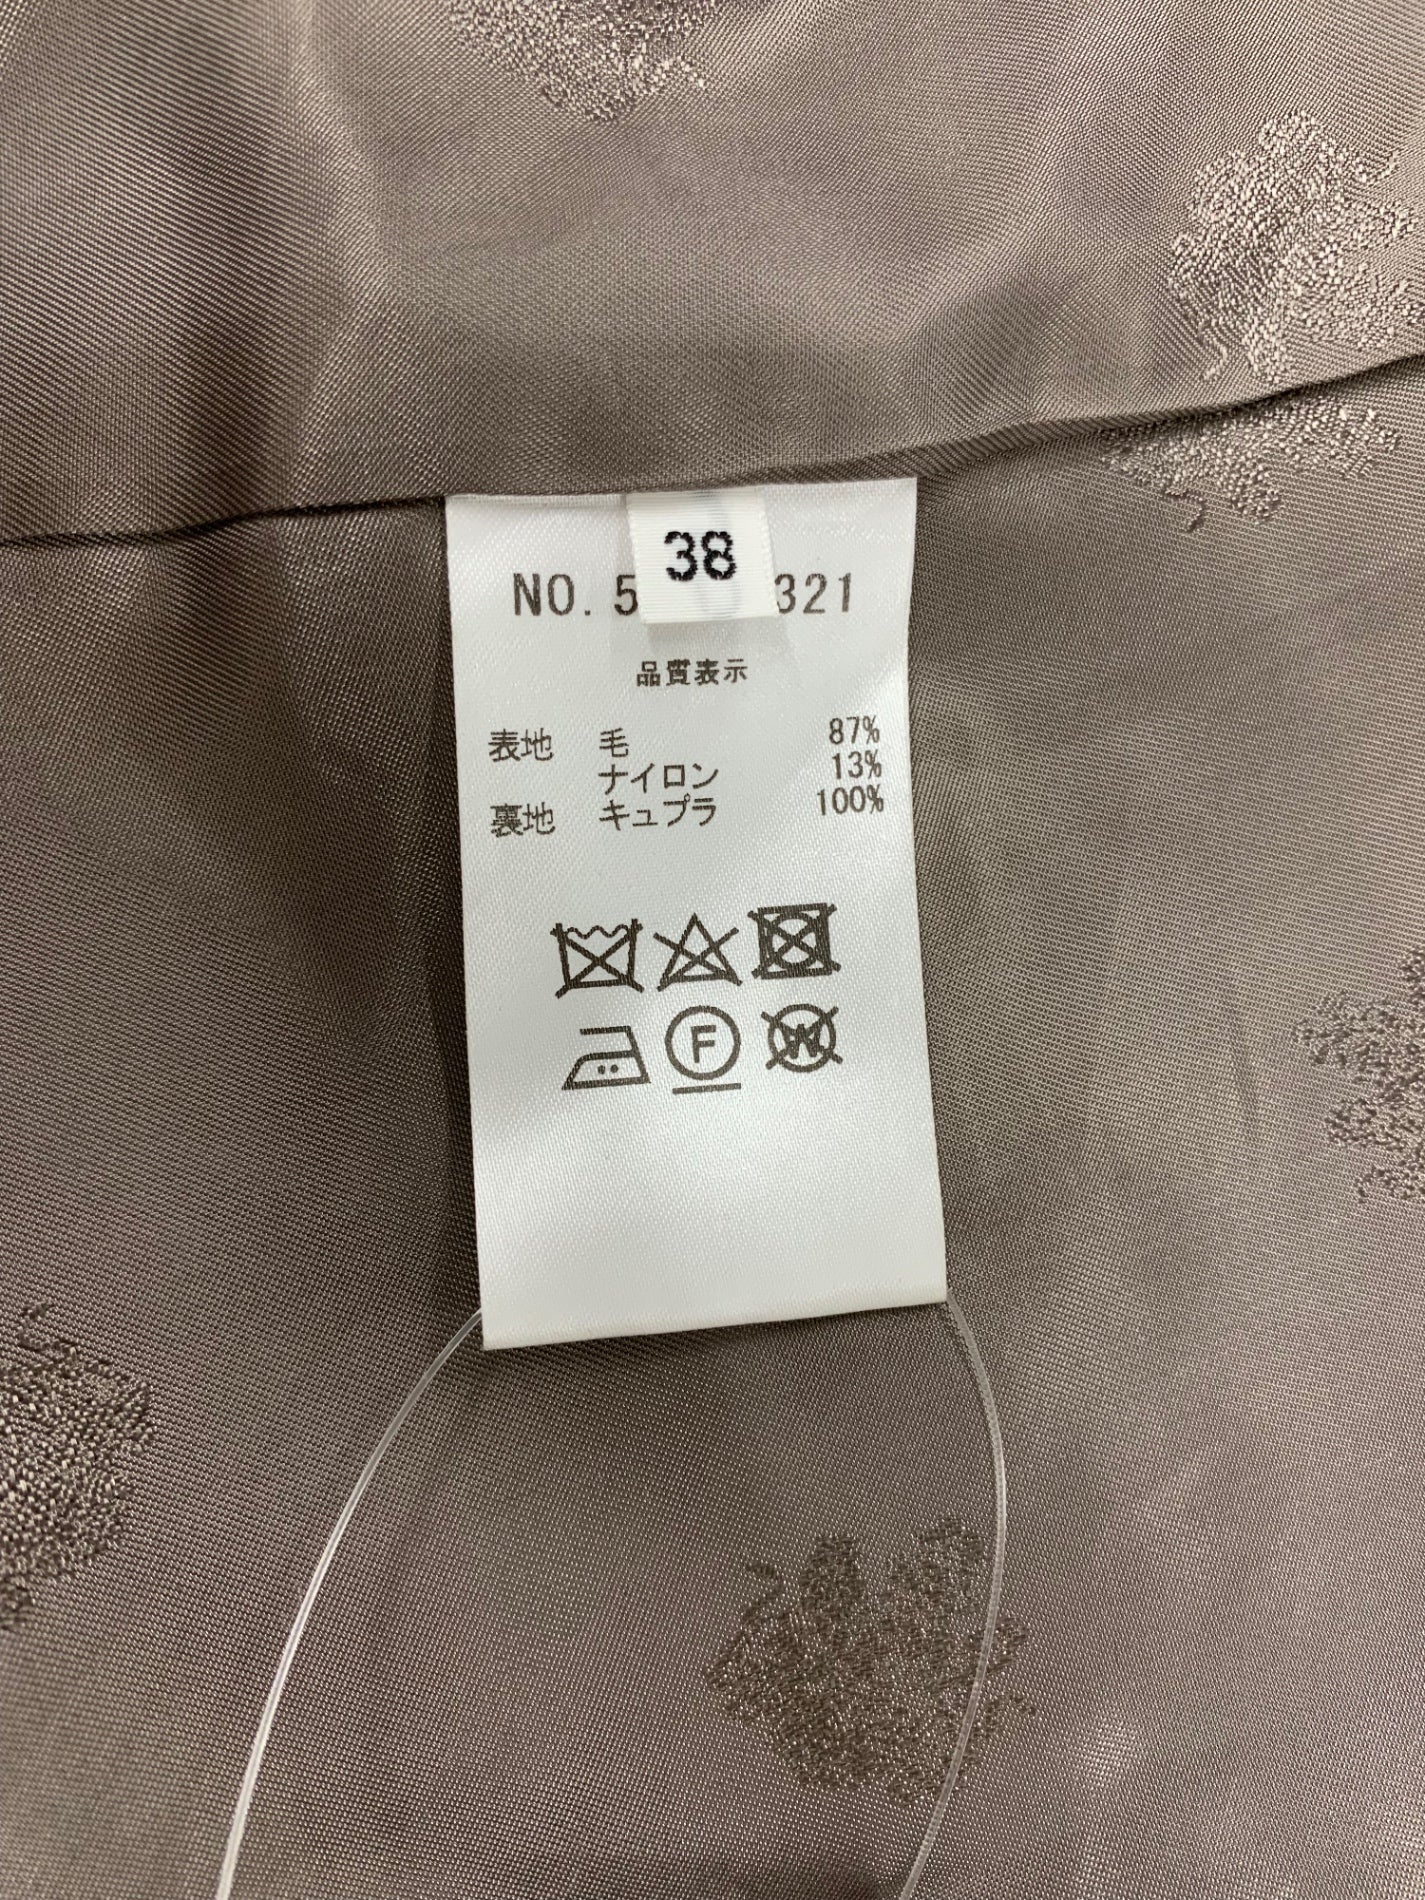 38
NO. 5 321
品質表示
表地 毛 87%
ナイロン 13%
裏地 キュプラ 100%
F
W